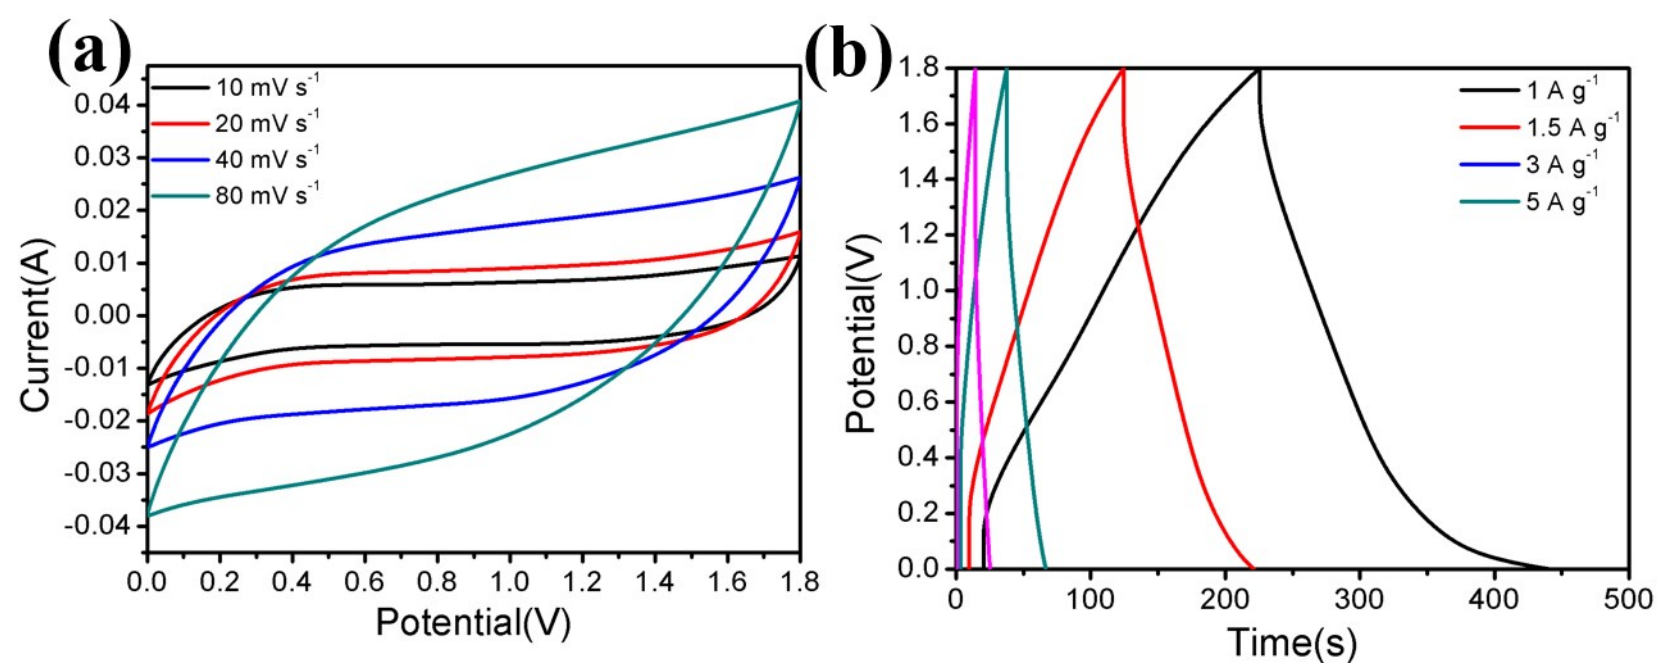 (a)
10 mV s⁻¹
20 mV s⁻¹
40 mV s⁻¹
80 mV s⁻¹
0.04
0.03
0.02
0.01
0.00
-0.01
-0.02
-0.03
-0.04
Current(A)
0.0 0.2 0.4 0.6 0.8 1.0 1.2 1.4 1.6 1.8
Potential(V)
(b)
1 A g⁻¹
1.5 A g⁻¹
3 A g⁻¹
5 A g⁻¹
1.8
1.6
1.4
1.2
1.0
0.8
0.6
0.4
0.2
0.0
Potential(V)
0 100 200 300 400 500
Time(s)